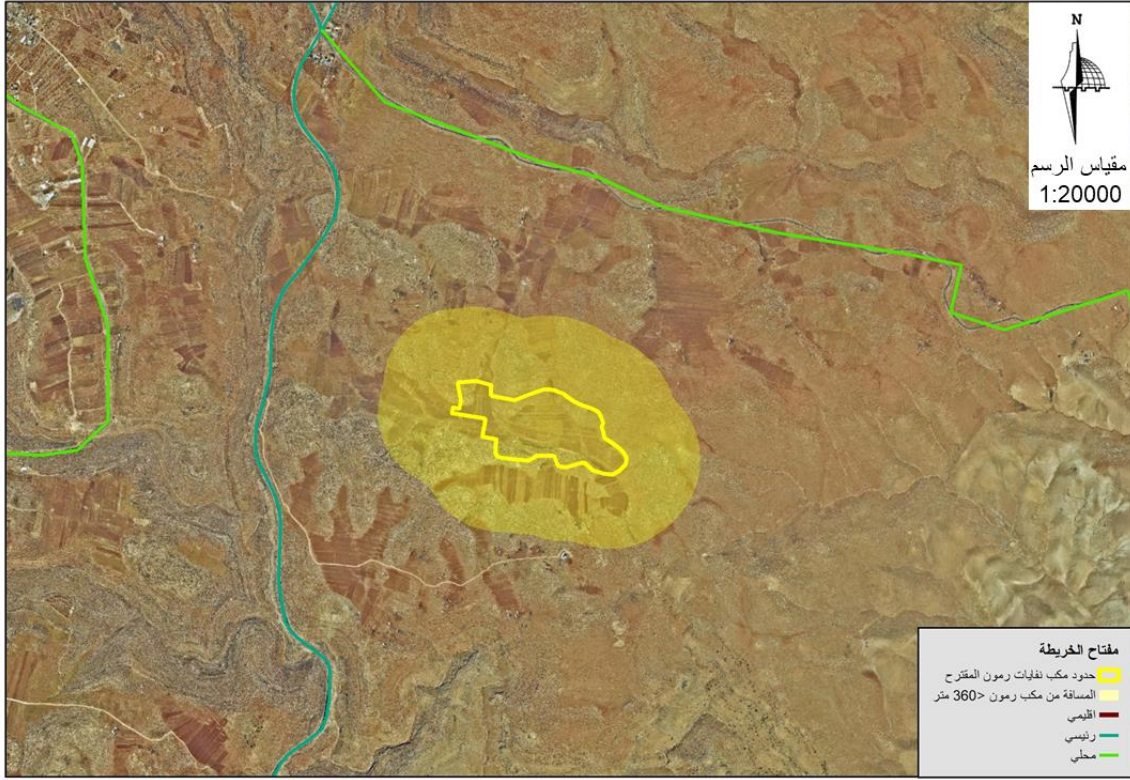 N
مقياس الرسم
1:20000
مفتاح الخريطة
حدود مكب نفايات رمون المقترح
المسافة من مكب رمون <360 متر
اقليمي
رئيسي
محلي